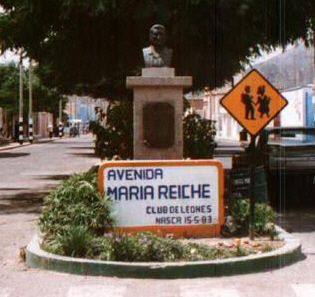 AVENIDA
MARIA REICHE
CLUB DE LEONES
NASCA 15-5-83